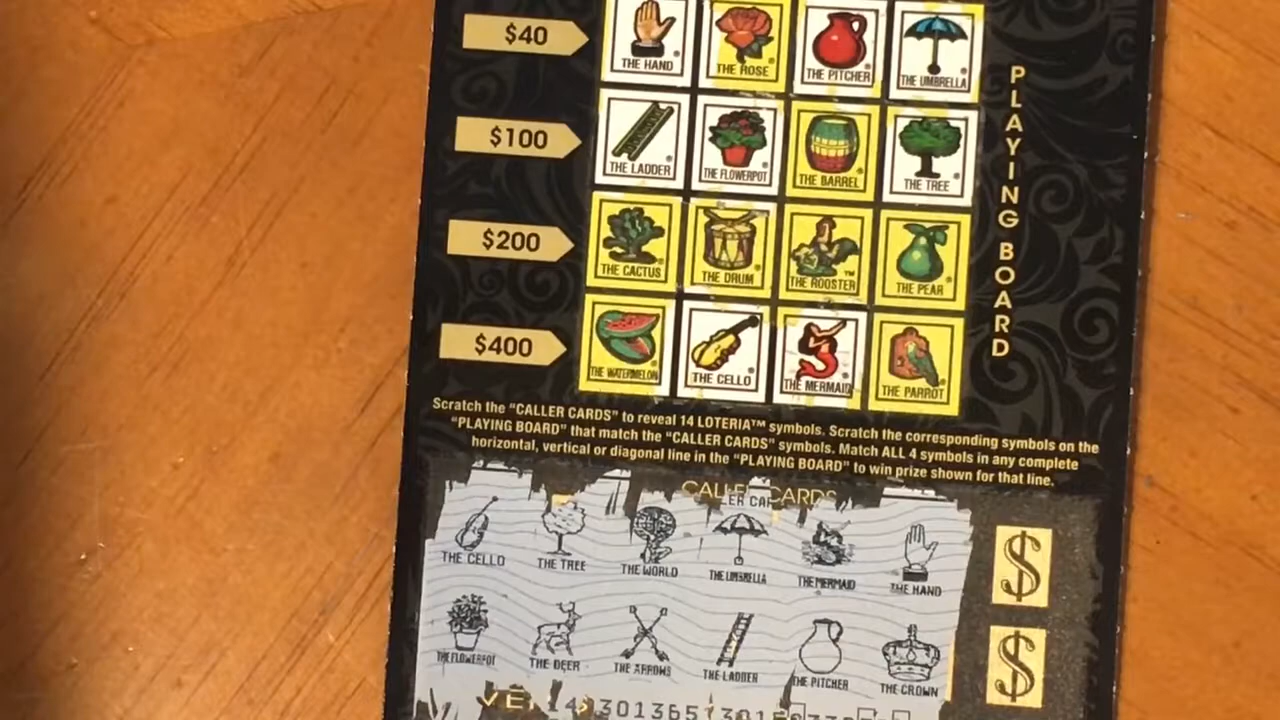 $40
THE HAND THE ROSE THE PITCHER THE UMBRELLA
$100
THE LADDER THE FLOWERPOT THE BARREL THE TREE
$200
THE CACTUS THE DRUM THE ROOSTER™ THE PEAR
$400
THE WATERMELON THE CELLO THE MERMAID THE PARROT
PLAYING BOARD
Scratch the "CALLER CARDS" to reveal 14 LOTERIA™ symbols. Scratch the corresponding symbols on the
"PLAYING BOARD" that match the "CALLER CARDS" symbols. Match ALL 4 symbols in any complete
horizontal, vertical or diagonal line in the "PLAYING BOARD" to win prize shown for that line.
CARDS
THE CELLO THE TREE THE WORLD THE UMBRELLA THE MERMAID THE HAND
$
THE FLOWERPOT THE DEER THE ARROWS THE LADDER THE PITCHER THE CROWN
$